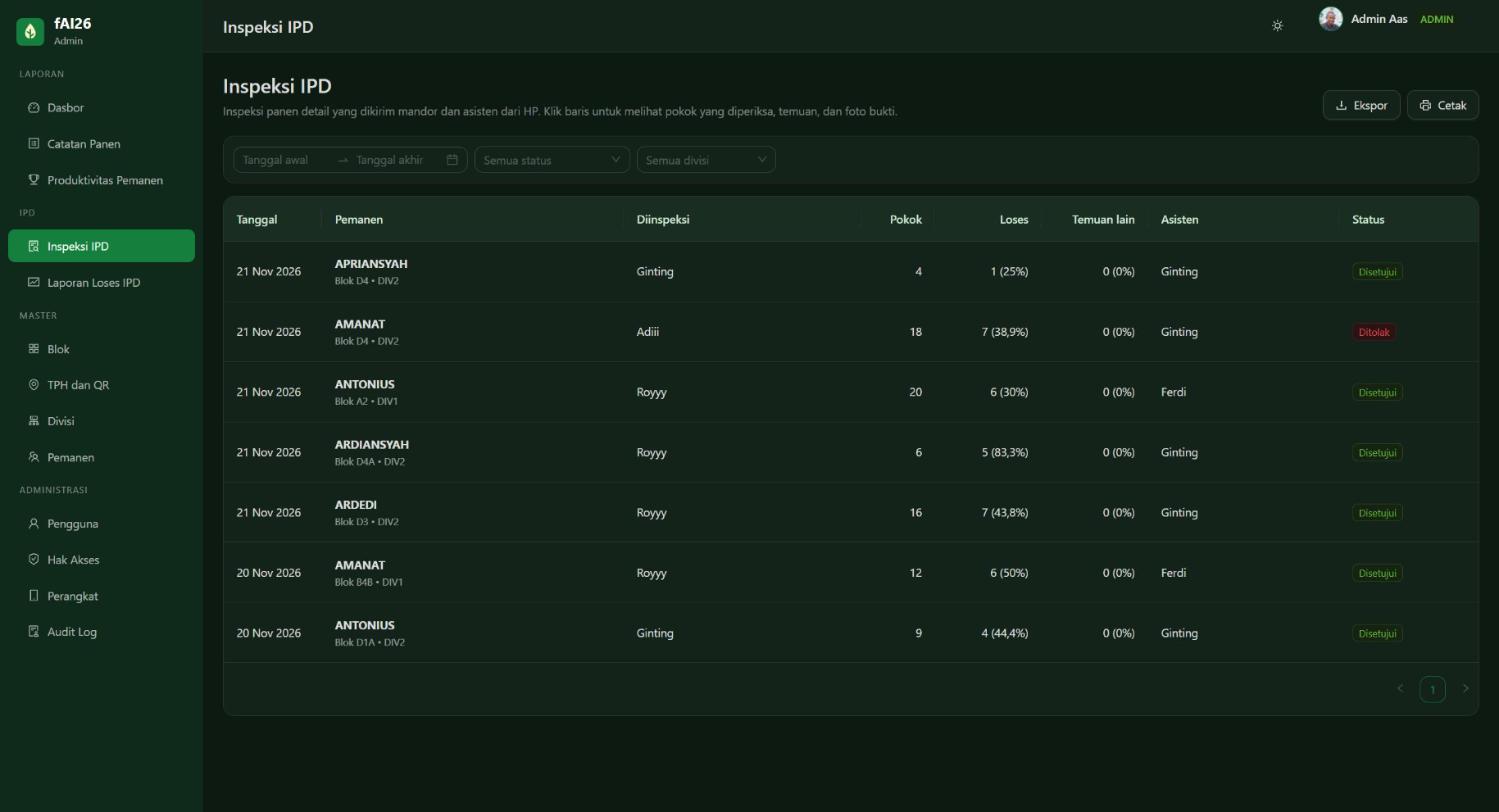 fAI26
Admin
LAPORAN
Dasbor
Catatan Panen
Produktivitas Pemanen
IPD
Inspeksi IPD
Laporan Loses IPD
MASTER
Blok
TPH dan QR
Divisi
Pemanen
ADMINISTRASI
Pengguna
Hak Akses
Perangkat
Audit Log
Inspeksi IPD
Admin Aas ADMIN
Inspeksi IPD
Inspeksi panen detail yang dikirim mandor dan asisten dari HP. Klik baris untuk melihat pokok yang diperiksa, temuan, dan foto bukti.
Ekspor Cetak
Tanggal awal → Tanggal akhir Semua status Semua divisi
Tanggal Pemanen Diinspeksi Pokok Loses Temuan lain Asisten Status
21 Nov 2026 APRIANSYAH Ginting 4 1 (25%) 0 (0%) Ginting Disetujui
Blok D4 • DIV2
21 Nov 2026 AMANAT Adiii 18 7 (38,9%) 0 (0%) Ginting Ditolak
Blok D4 • DIV2
21 Nov 2026 ANTONIUS Royyy 20 6 (30%) 0 (0%) Ferdi Disetujui
Blok A2 • DIV1
21 Nov 2026 ARDIANSYAH Royyy 6 5 (83,3%) 0 (0%) Ginting Disetujui
Blok D4A • DIV2
21 Nov 2026 ARDEDI Royyy 16 7 (43,8%) 0 (0%) Ginting Disetujui
Blok D3 • DIV2
20 Nov 2026 AMANAT Royyy 12 6 (50%) 0 (0%) Ferdi Disetujui
Blok B4B • DIV1
20 Nov 2026 ANTONIUS Ginting 9 4 (44,4%) 0 (0%) Ginting Disetujui
Blok D1A • DIV2
1